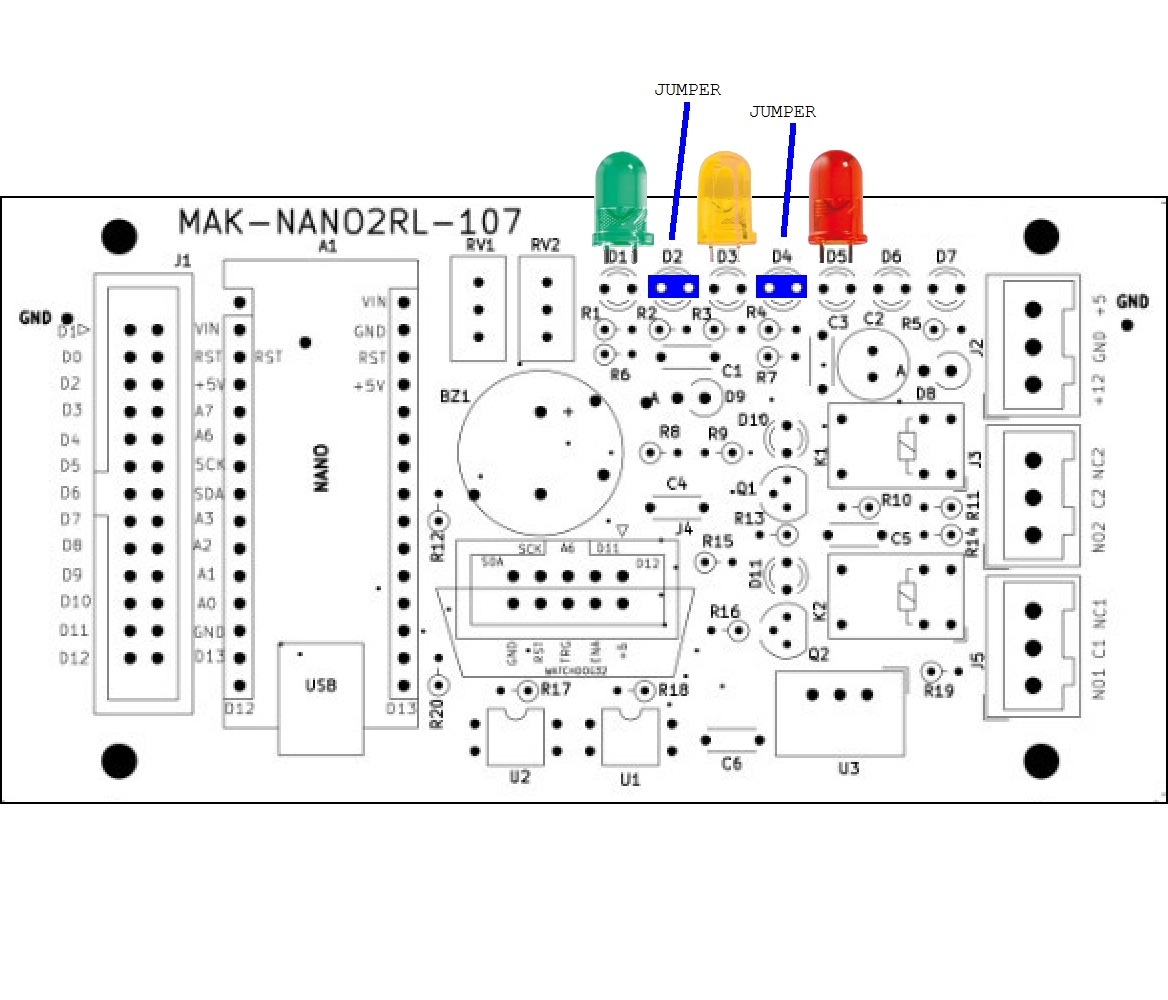 JUMPER
JUMPER
MAK-NANO2RL-107
A1
RV1
RV2
D1
D2
D3
D4
D5
D6
D7
J1
GND
D1
D0
D2
D3
D4
D5
D6
D7
D8
D9
D10
D11
D12
VIN
RST
+5V
A7
A6
SCK
SDA
A3
A2
A1
A0
GND
D13
RST
D12
NANO
USB
VIN
GND
RST
+5V
D13
R1
R2
R3
R4
C3
C2
R5
R6
C1
R7
A
D8
J2
+12 GND +5
GND
BZ1
+
A
D9
D10
K1
J3
NO2 C2 NC2
R8
R9
Q1
C4
J4
R13
R10
R11
C5
R14
R12
SCK
A6
D11
SDA
D12
R15
D11
K2
GND
RST
TRG
ENA
+5
WATCHDOG32
R16
Q2
J5
NO1 C1 NC1
R17
R18
R19
R20
U2
U1
C6
U3